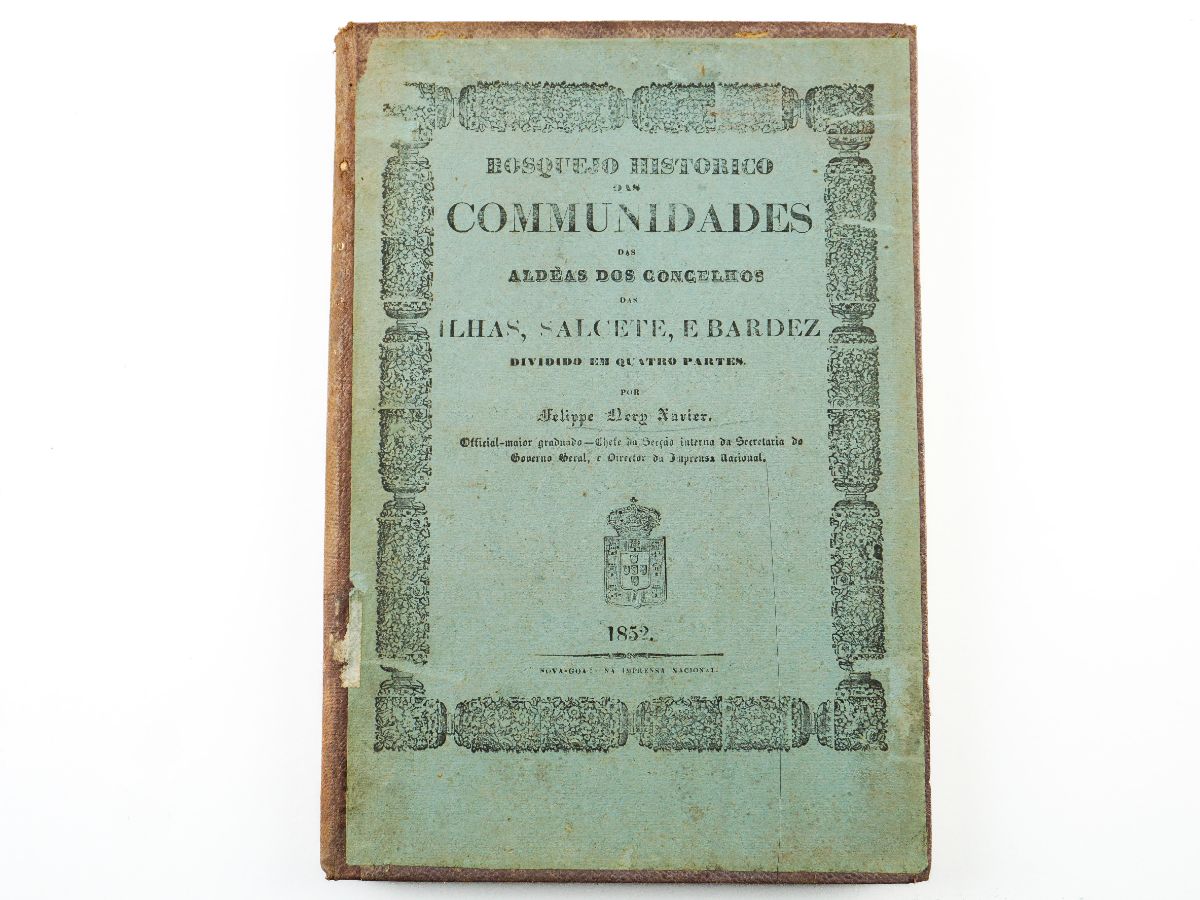 BOSQUEJO HISTORICO
DAS
COMMUNIDADES
DAS
ALDÊAS DOS CONCELHOS
DAS
ILHAS, SALCETE, E BARDEZ
DIVIDIDO EM QUATRO PARTES.
POR
Felippe Nery Xavier.
Official-maior graduado—Chefe da Secção interna da Secretaria do
Governo Geral, e Director da Imprensa Nacional.
1852.
NOVA-GOA: NA IMPRENSA NACIONAL.